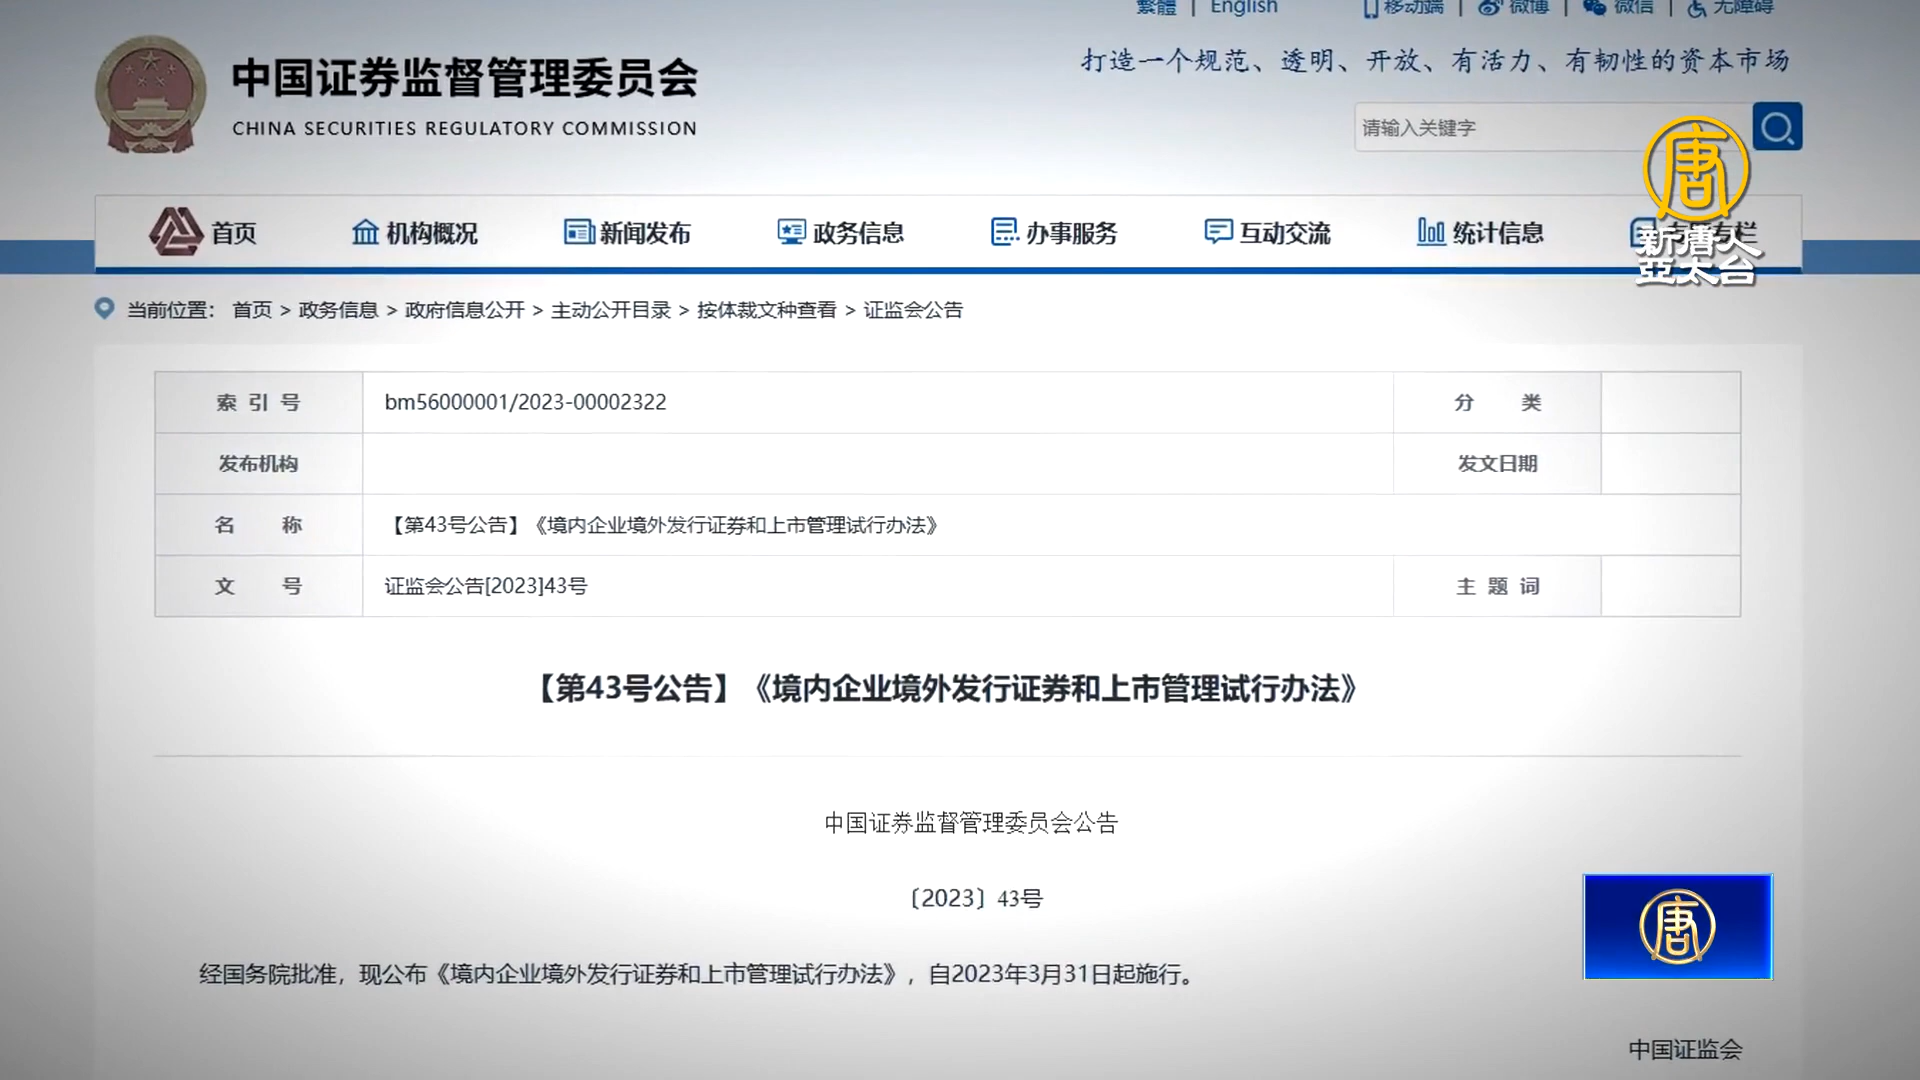 繁體 | English
移动端 | 微博 | 微信 | 无障碍
中国证券监督管理委员会
CHINA SECURITIES REGULATORY COMMISSION
打造一个规范、透明、开放、有活力、有韧性的资本市场
请输入关键字
唐
新唐人
亞太台
首页 机构概况 新闻发布 政务信息 办事服务 互动交流 统计信息
当前位置： 首页 > 政务信息 > 政府信息公开 > 主动公开目录 > 按体裁文种查看 > 证监会公告
索引号 bm56000001/2023-00002322 分类
发布机构 发文日期
名称 【第43号公告】《境内企业境外发行证券和上市管理试行办法》
文号 证监会公告[2023]43号 主题词
【第43号公告】《境内企业境外发行证券和上市管理试行办法》
中国证券监督管理委员会公告
〔2023〕43号
唐
经国务院批准，现公布《境内企业境外发行证券和上市管理试行办法》，自2023年3月31日起施行。
中国证监会